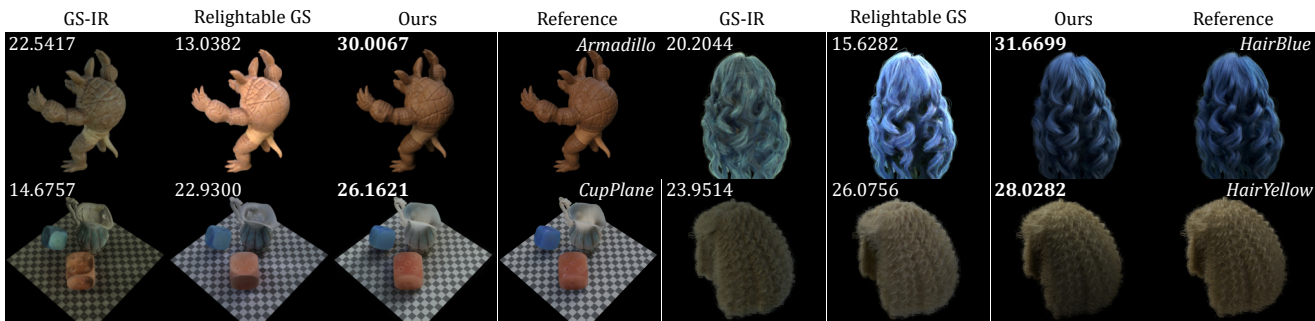 GS-IR Relightable GS Ours Reference GS-IR Relightable GS Ours Reference
22.5417 13.0382 30.0067 Armadillo 20.2044 15.6282 31.6699 HairBlue
14.6757 22.9300 26.1621 CupPlane 23.9514 26.0756 28.0282 HairYellow